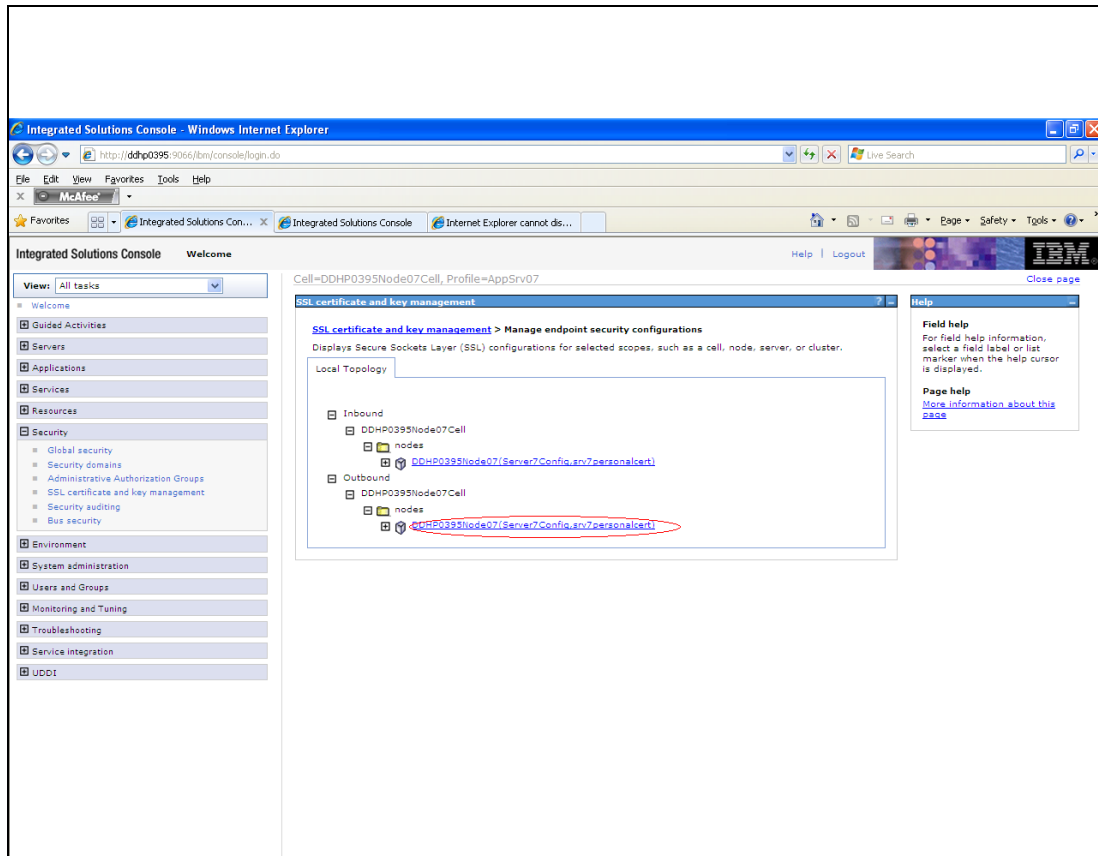 Integrated Solutions Console - Windows Internet Explorer
http://ddhp0395:9066/ibm/console/login.do
Live Search
File Edit View Favorites Tools Help
X McAfee
Favorites
Integrated Solutions Con... X
Integrated Solutions Console
Internet Explorer cannot dis...
Page Safety Tools
Integrated Solutions Console Welcome
Help | Logout
IBM
View: All tasks
Welcome
Guided Activities
Servers
Applications
Services
Resources
Security
Global security
Security domains
Administrative Authorization Groups
SSL certificate and key management
Security auditing
Bus security
Environment
System administration
Users and Groups
Monitoring and Tuning
Troubleshooting
Service integration
UDDI
Cell=DDHP0395Node07Cell, Profile=AppSrv07
Close page
SSL certificate and key management ? -
SSL certificate and key management > Manage endpoint security configurations
Displays Secure Sockets Layer (SSL) configurations for selected scopes, such as a cell, node, server, or cluster.
Local Topology
Inbound
DDHP0395Node07Cell
nodes
DDHP0395Node07(Server7Config,srv7personalcert)
Outbound
DDHP0395Node07Cell
nodes
DDHP0395Node07(Server7Config,srv7personalcert)
Help -
Field help
For field help information,
select a field label or list
marker when the help cursor
is displayed.
Page help
More information about this
page